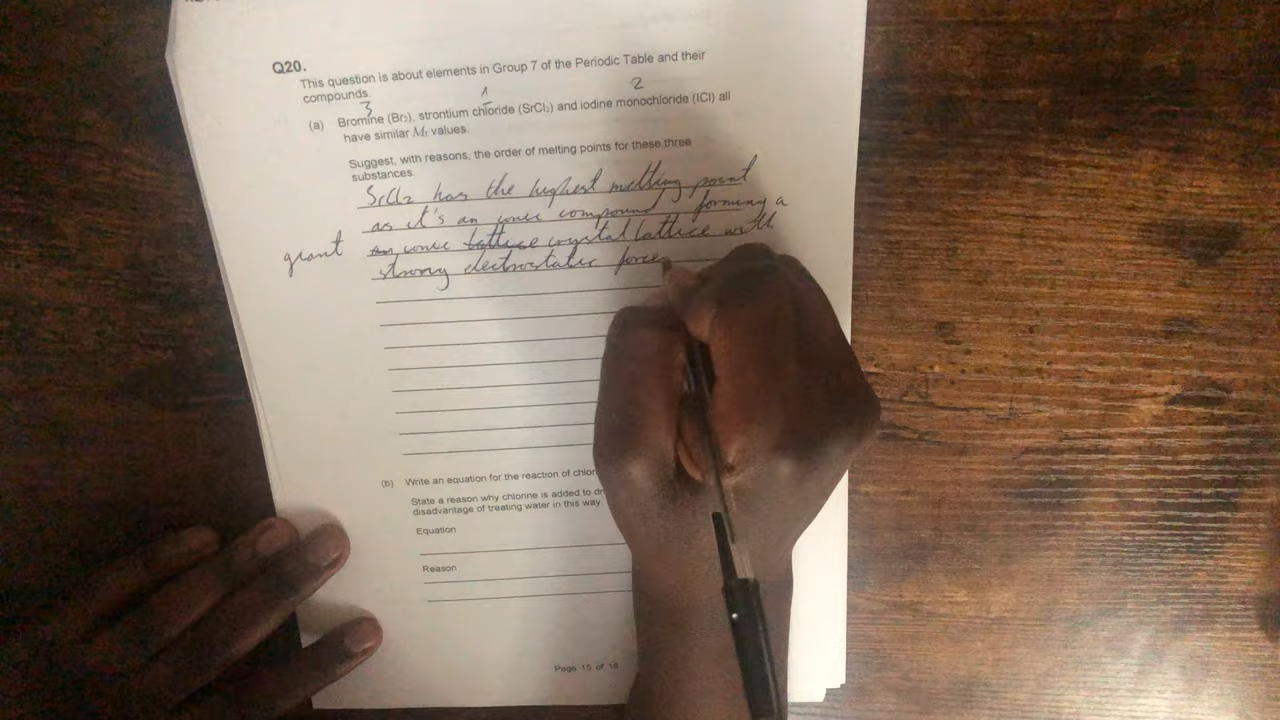 Q20.
This question is about elements in Group 7 of the Periodic Table and their
compounds.
3 1 2
(a) Bromine (Br₂), strontium chloride (SrCl₂) and iodine monochloride (ICl) all
have similar Mr values.
Suggest, with reasons, the order of melting points for these three
substances.
SrCl₂ has the highest melting point
as it's an ionic compound, forming a
giant ionic crystal lattice with
strong electrostatic forces
(b) Write an equation for the reaction of
State a reason why chlorine is added to
disadvantage of treating water in this way.
Equation
Reason
Page 15 of 18